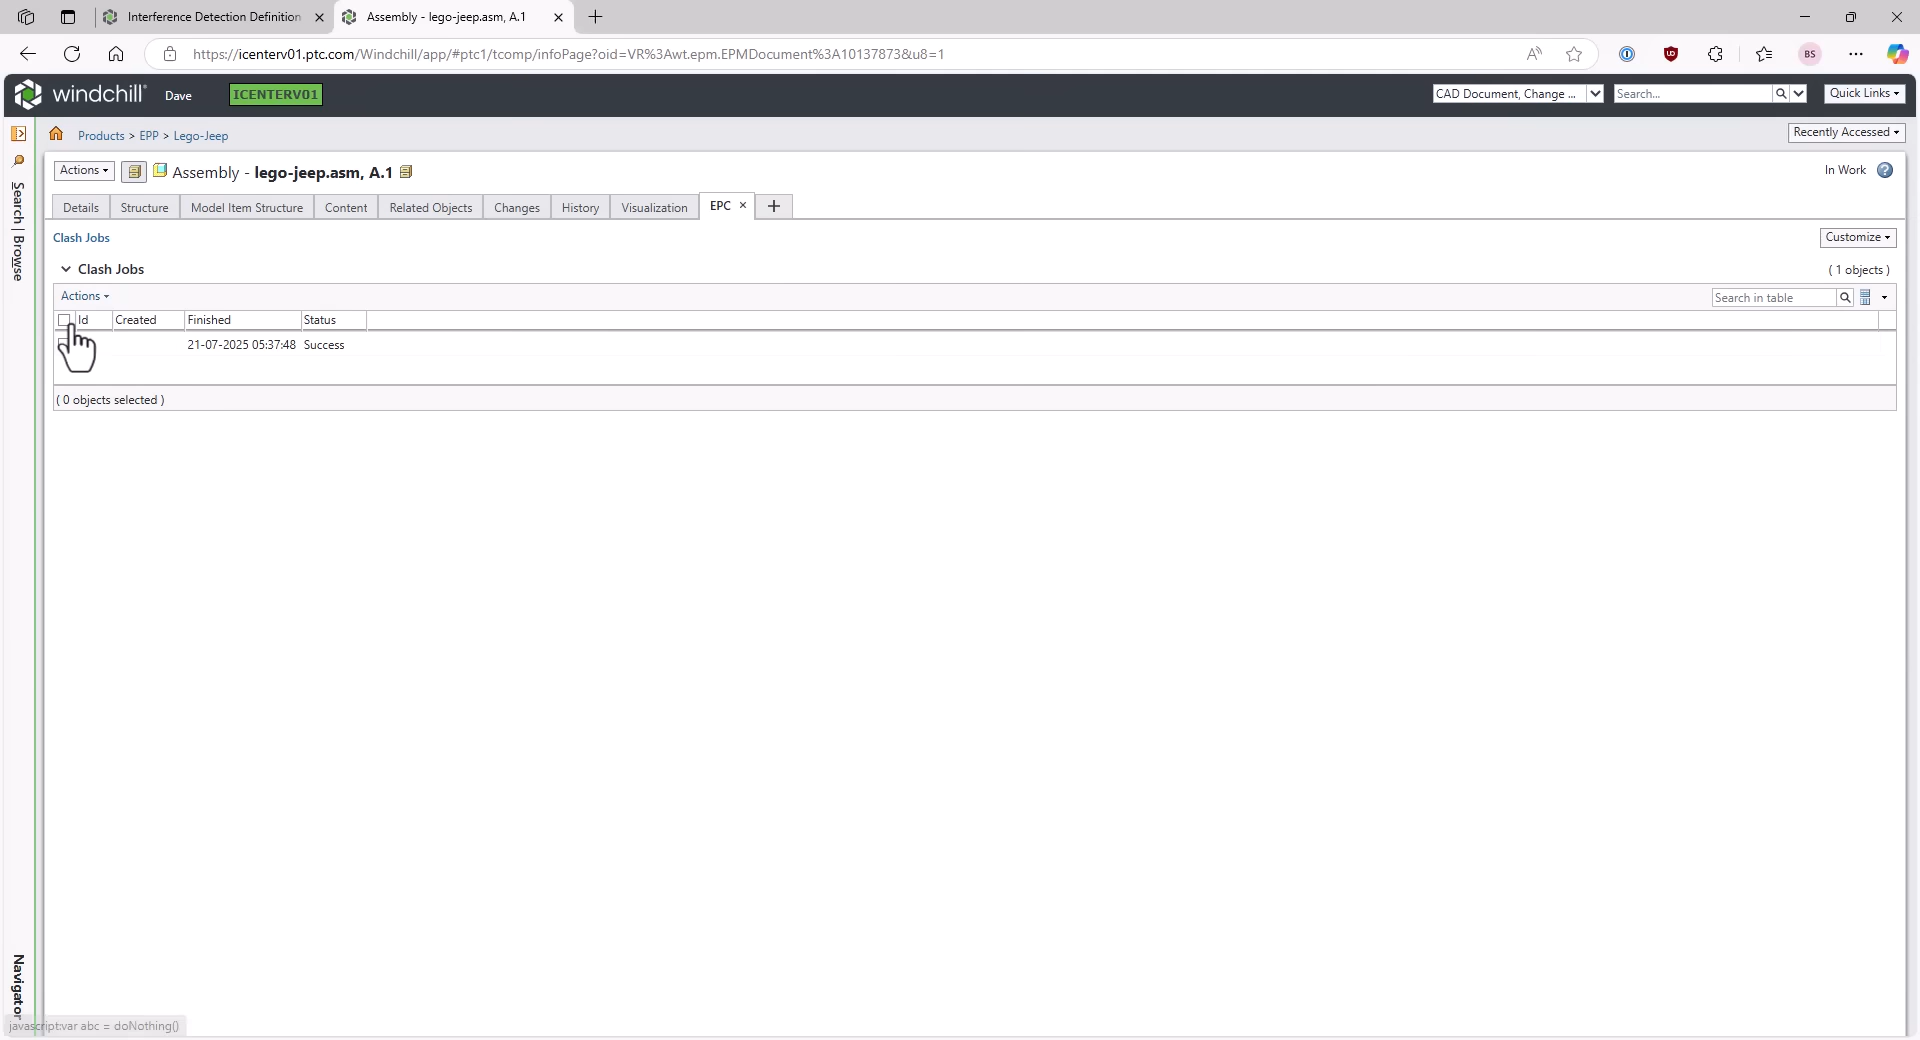 Interference Detection Definition
Assembly - lego-jeep.asm, A.1
https://icenterv01.ptc.com/Windchill/app/#ptc1/tcomp/infoPage?oid=VR%3Awt.epm.EPMDocument%3A10137873&u8=1
BS
windchill
Dave
ICENTERV01
CAD Document, Change ...
Search...
Quick Links
Products > EPP > Lego-Jeep
Recently Accessed
Actions
Assembly - lego-jeep.asm, A.1
In Work
Details
Structure
Model Item Structure
Content
Related Objects
Changes
History
Visualization
EPC
Search | Browse
Clash Jobs
Customize
Clash Jobs
( 1 objects )
Actions
Search in table
Id
Created
Finished
Status
21-07-2025 05:37:48
Success
( 0 objects selected )
Navigator
javascript:var abc = doNothing()